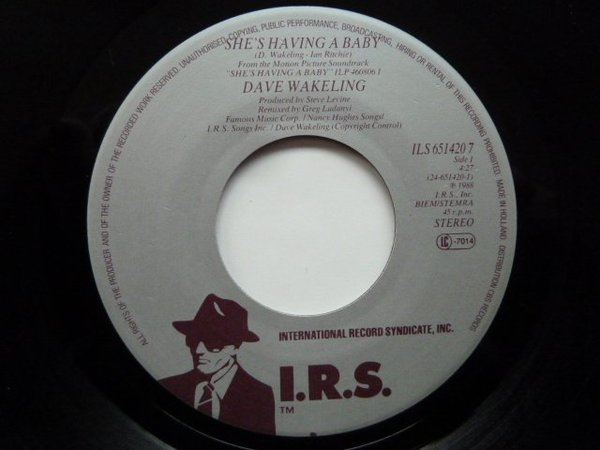 ALL RIGHTS OF THE PRODUCER AND OF THE OWNER OF THE RECORDED WORK RESERVED. UNAUTHORISED COPYING, PUBLIC PERFORMANCE, BROADCASTING, HIRING OR RENTAL OF THIS RECORDING PROHIBITED. MADE IN HOLLAND. DISTRIBUTION CBS RECORDS
SHE'S HAVING A BABY
(D. Wakeling - Ian Ritchie)
From the Motion Picture Soundtrack
"SHE'S HAVING A BABY" ILP 460806 1
DAVE WAKELING
Produced by Steve Levine
Remixed by Greg Ladanyi
Famous Music Corp. / Nancy Hughes Songs/
I.R.S. Songs Inc. / Dave Wakeling (Copyright Control)
ILS 651420 7
Side 1
4:27
(24-651420-1)
℗ 1988
I.R.S., Inc.
BIEM/STEMRA
45 r.p.m.
STEREO
LC -7014
INTERNATIONAL RECORD SYNDICATE, INC.
I.R.S.
TM